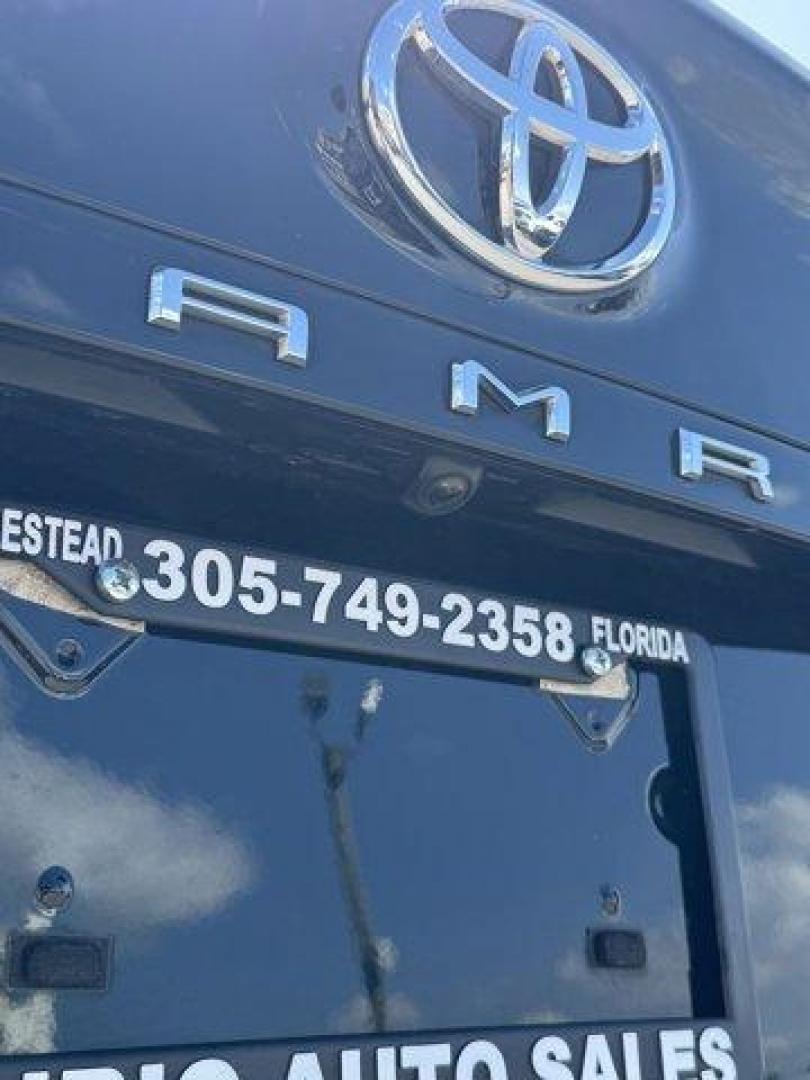 A M R
ESTEAD 305-749-2358 FLORIDA
AUTO SALES